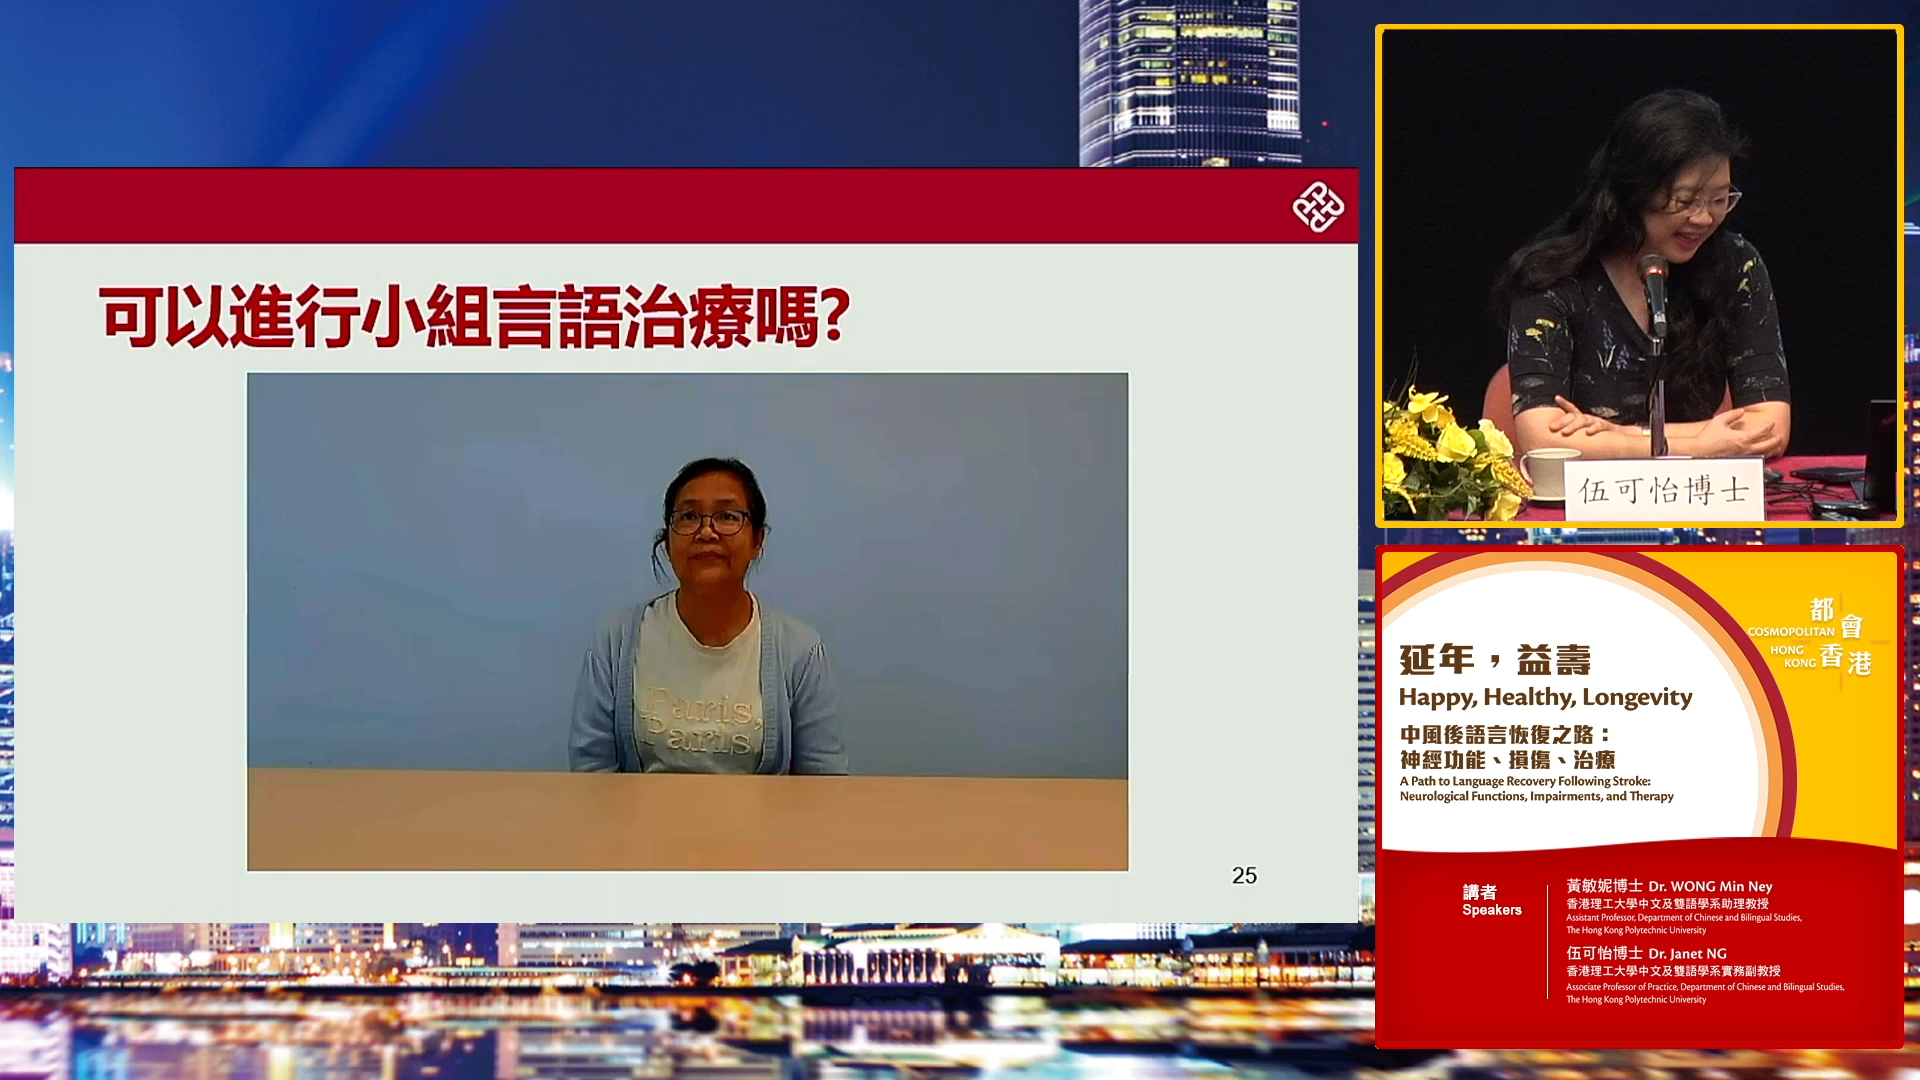 可以進行小組言語治療嗎?
Paris,
Paris
25
伍可怡博士
都會香港
COSMOPOLITAN
HONG
KONG
延年，益壽
Happy, Healthy, Longevity
中風後語言恢復之路：
神經功能、損傷、治療
A Path to Language Recovery Following Stroke:
Neurological Functions, Impairments, and Therapy
講者
Speakers
黃敏妮博士 Dr. WONG Min Ney
香港理工大學中文及雙語學系助理教授
Assistant Professor, Department of Chinese and Bilingual Studies,
The Hong Kong Polytechnic University
伍可怡博士 Dr. Janet NG
香港理工大學中文及雙語學系實務副教授
Associate Professor of Practice, Department of Chinese and Bilingual Studies,
The Hong Kong Polytechnic University